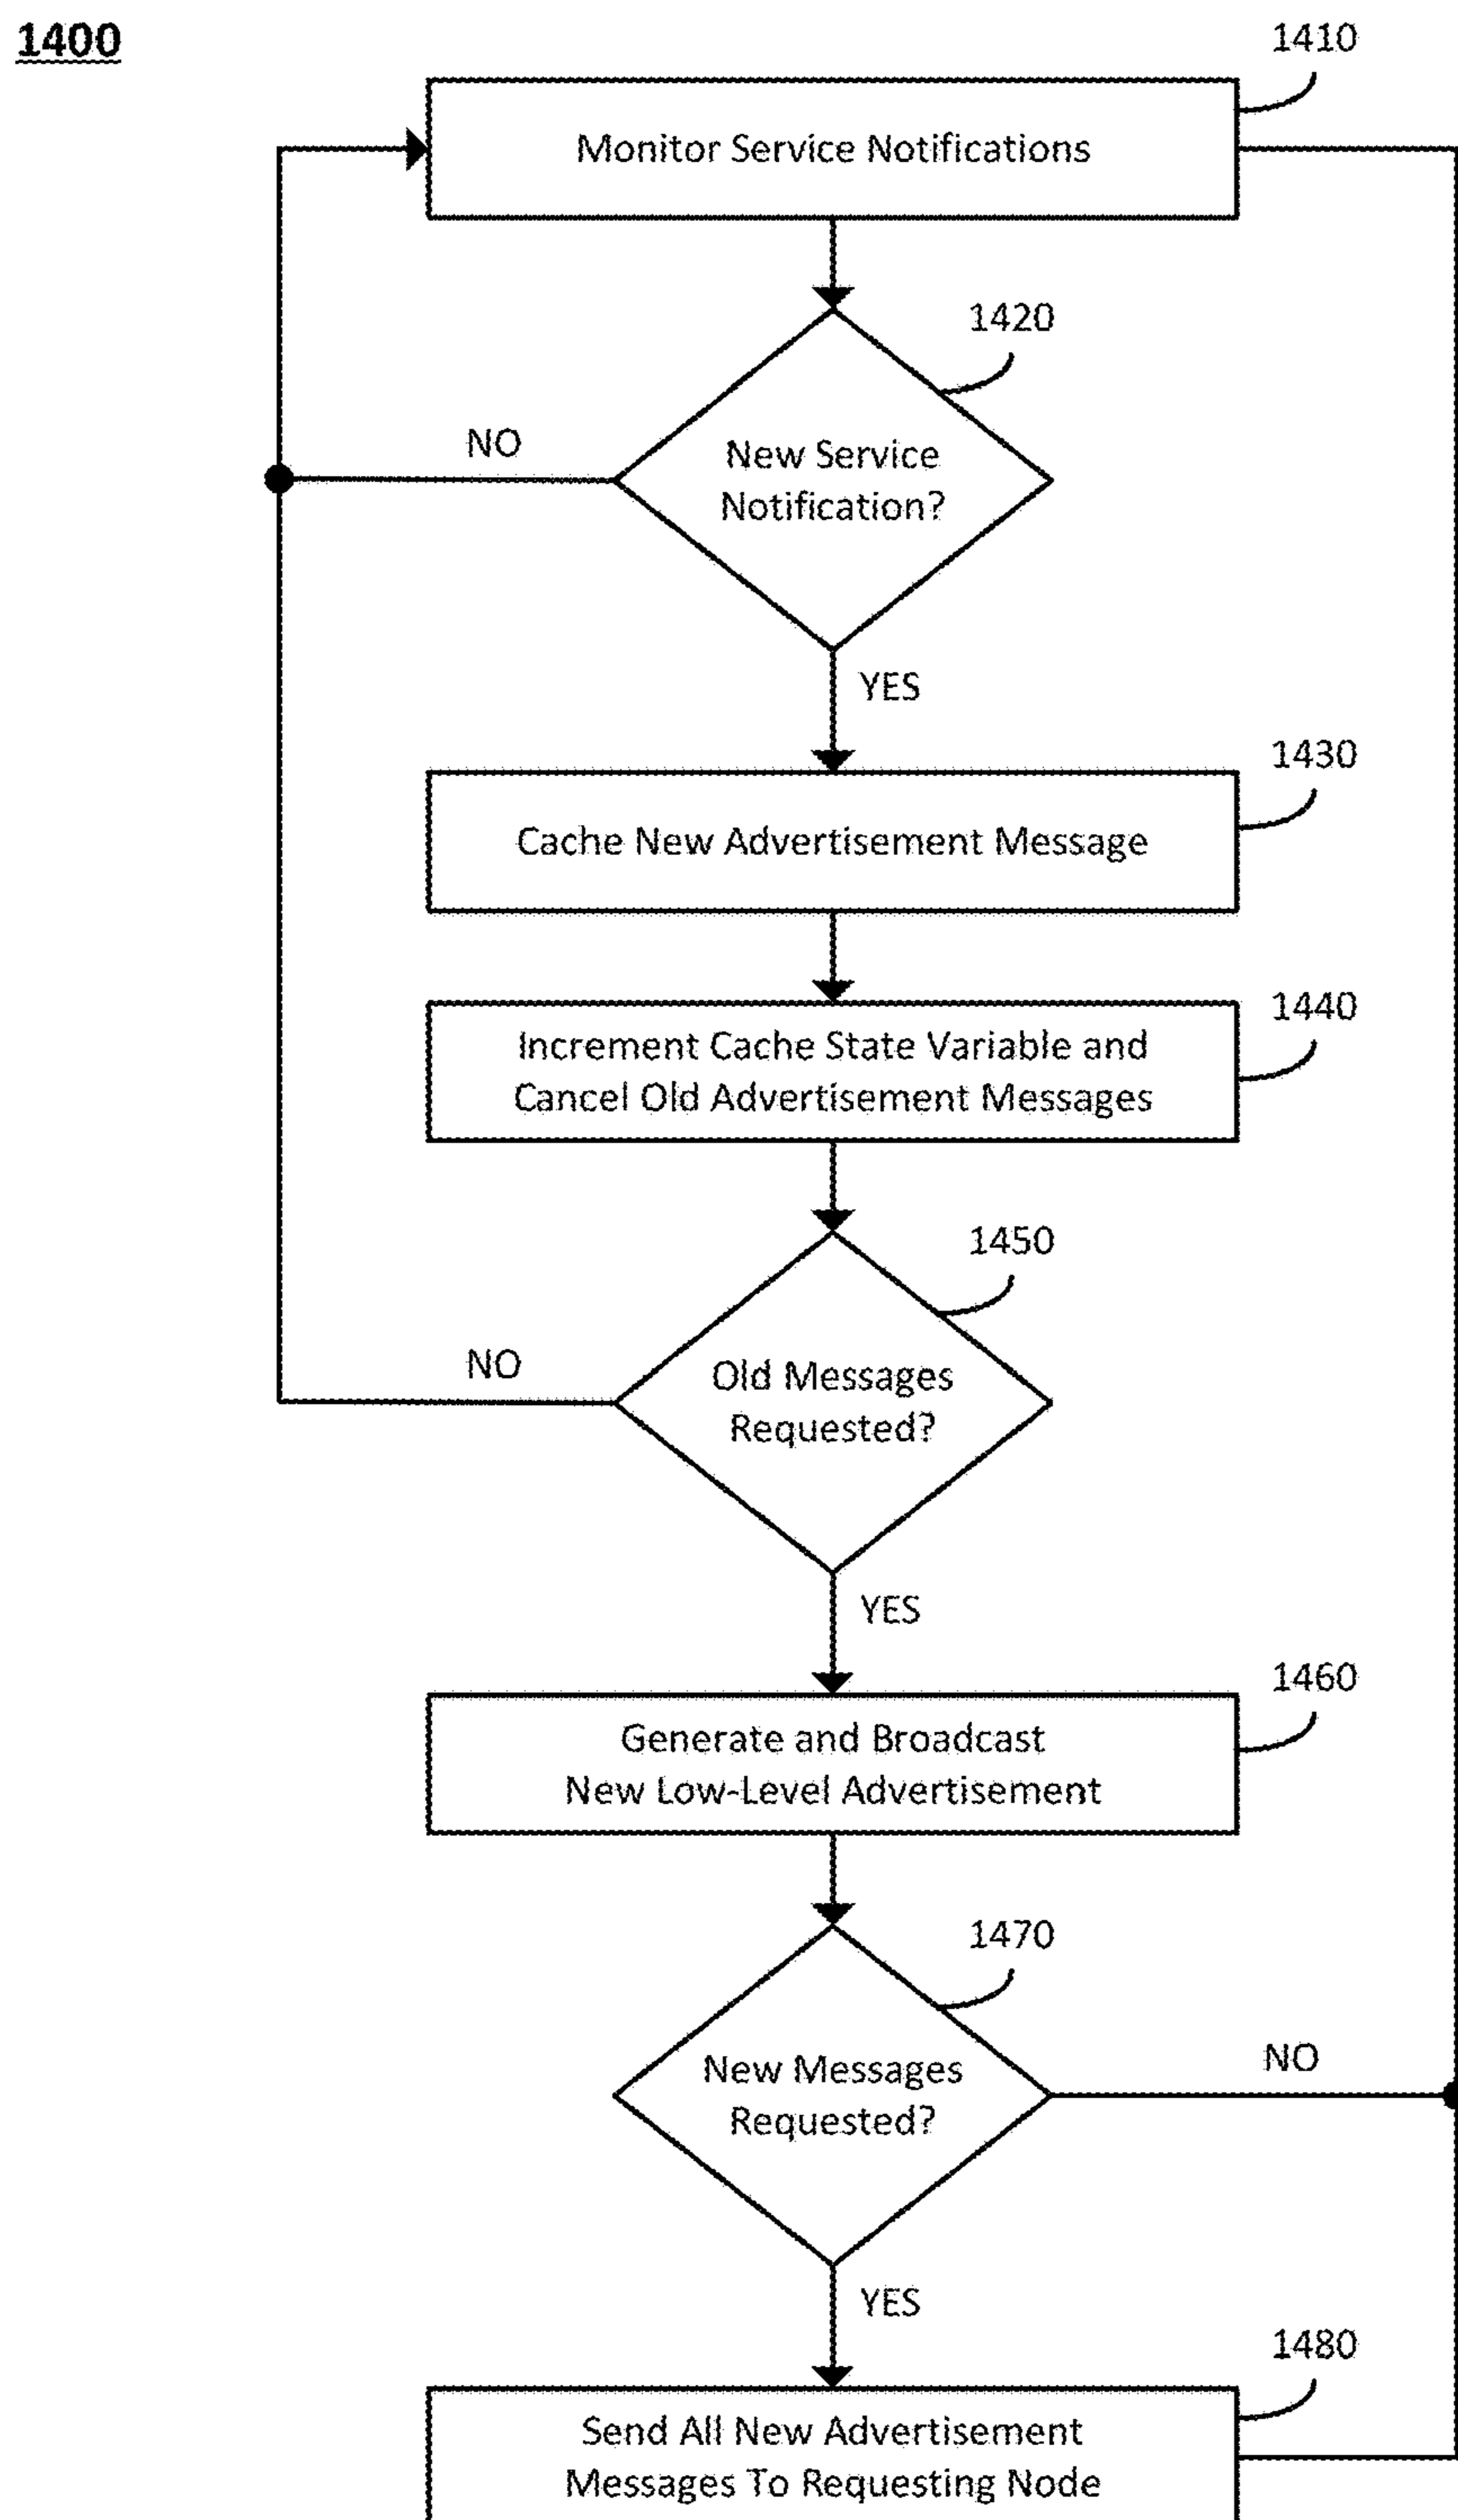 1400
1410
Monitor Service Notifications
1420
New Service
Notification?
NO
YES
1430
Cache New Advertisement Message
1440
Increment Cache State Variable and
Cancel Old Advertisement Messages
1450
Old Messages
Requested?
NO
YES
1460
Generate and Broadcast
New Low-Level Advertisement
1470
New Messages
Requested?
NO
YES
1480
Send All New Advertisement
Messages To Requesting Node